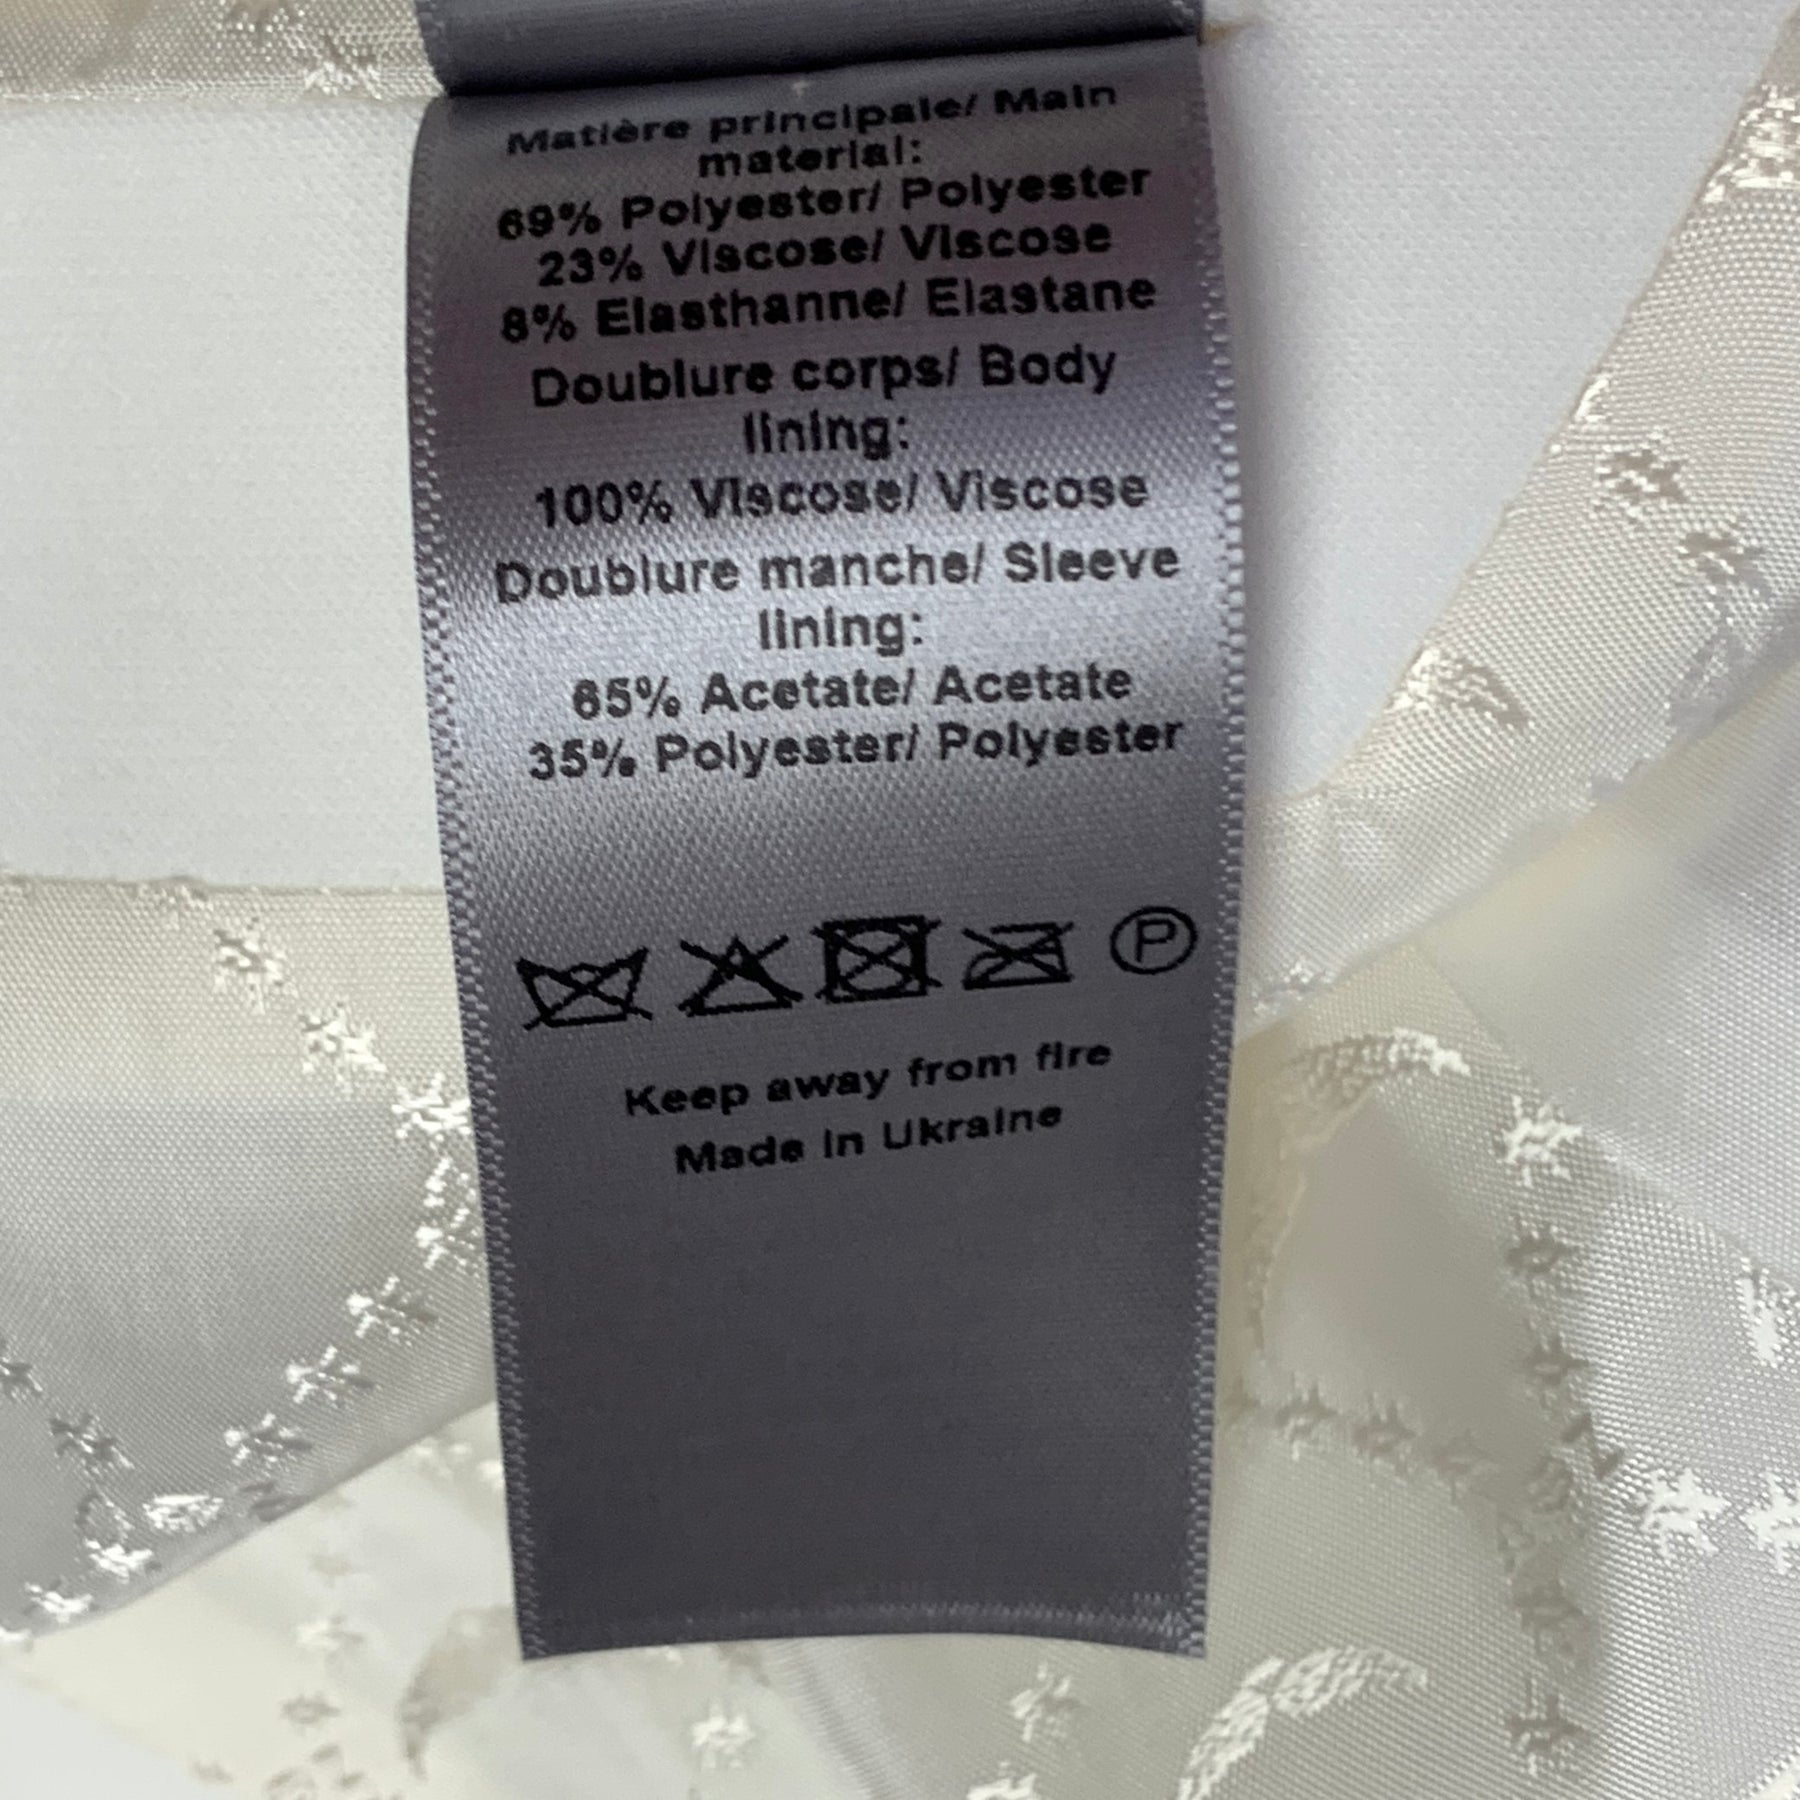 Matière principale/ Main
material:
69% Polyester/ Polyester
23% Viscose/ Viscose
8% Elasthanne/ Elastane
Doublure corps/ Body
lining:
100% Viscose/ Viscose
Doublure manche/ Sleeve
lining:
65% Acetate/ Acetate
35% Polyester/ Polyester
P
Keep away from fire
Made in Ukraine